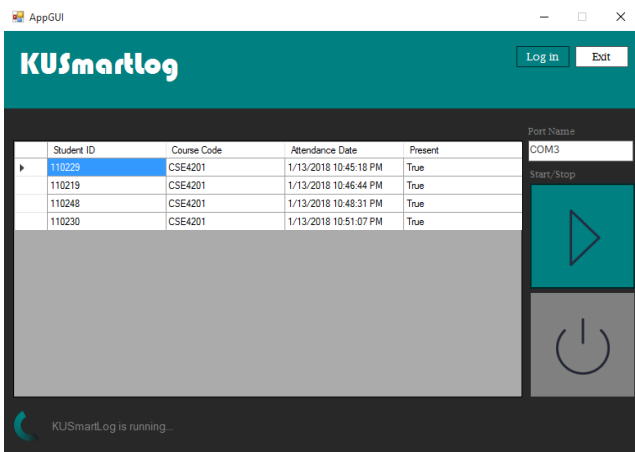 AppGUI
KUSmartLog
Log in Exit
Port Name
COM3
Start/Stop
Student ID Course Code Attendance Date Present
110229 CSE4201 1/13/2018 10:45:18 PM True
110219 CSE4201 1/13/2018 10:46:44 PM True
110248 CSE4201 1/13/2018 10:48:31 PM True
110230 CSE4201 1/13/2018 10:51:07 PM True
KUSmartLog is running...